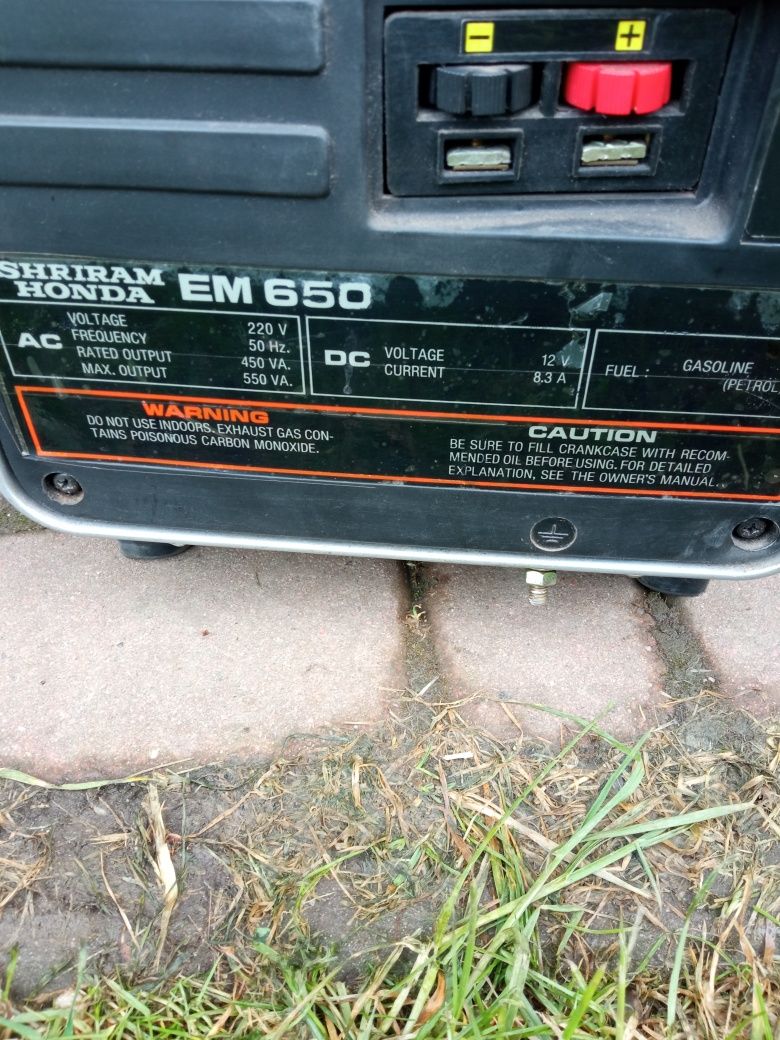 - +
SHRIRAM
HONDA EM 650
AC
VOLTAGE 220 V
FREQUENCY 50 Hz.
RATED OUTPUT 450 VA.
MAX. OUTPUT 550 VA.
DC
VOLTAGE 12 V
CURRENT 8.3 A
FUEL : GASOLINE
(PETROL
WARNING
DO NOT USE INDOORS. EXHAUST GAS CON-
TAINS POISONOUS CARBON MONOXIDE.
CAUTION
BE SURE TO FILL CRANKCASE WITH RECOM-
MENDED OIL BEFORE USING. FOR DETAILED
EXPLANATION, SEE THE OWNER'S MANUAL.